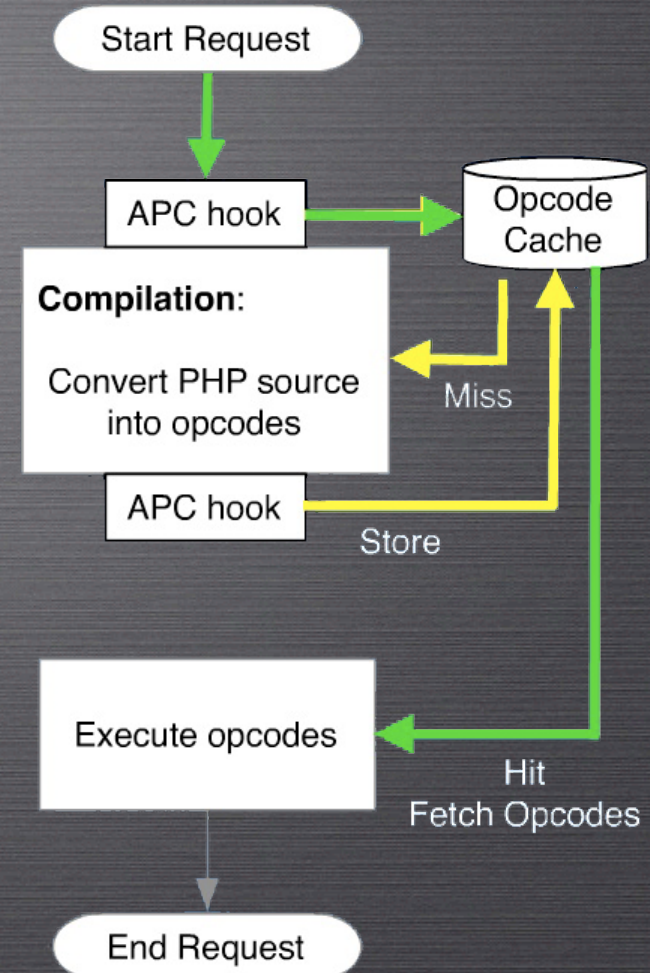 Start Request
APC hook
Opcode
Cache
Compilation:
Convert PHP source
into opcodes
Miss
APC hook
Store
Execute opcodes
Hit
Fetch Opcodes
End Request